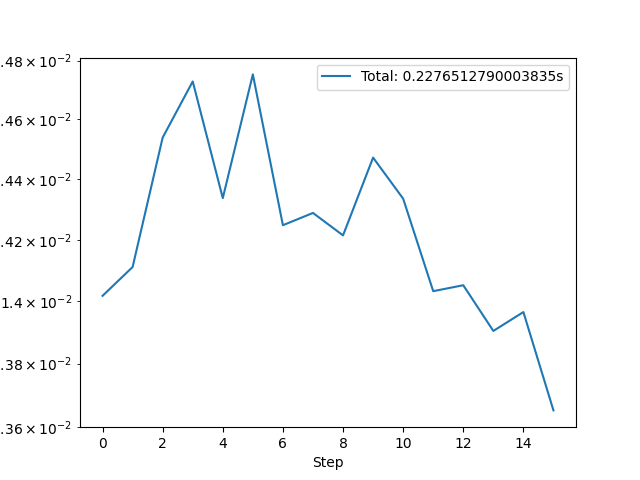 Total: 0.2276512790003835s
.48 × 10⁻²
.46 × 10⁻²
.44 × 10⁻²
.42 × 10⁻²
1.4 × 10⁻²
.38 × 10⁻²
.36 × 10⁻²
0 2 4 6 8 10 12 14
Step